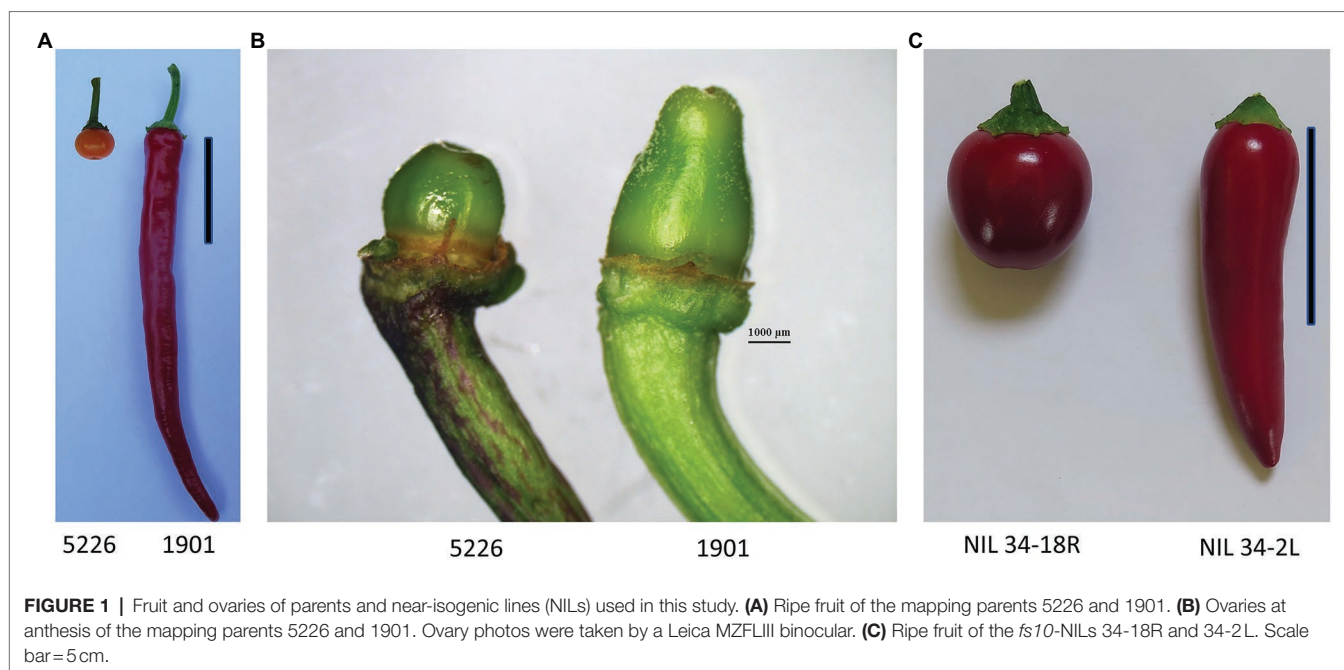 A
B
C
1000 µm
5226 1901
5226 1901
NIL 34-18R NIL 34-2L
FIGURE 1 | Fruit and ovaries of parents and near-isogenic lines (NILs) used in this study. (A) Ripe fruit of the mapping parents 5226 and 1901. (B) Ovaries at
anthesis of the mapping parents 5226 and 1901. Ovary photos were taken by a Leica MZFLIII binocular. (C) Ripe fruit of the fs10-NILs 34-18R and 34-2 L. Scale
bar = 5 cm.